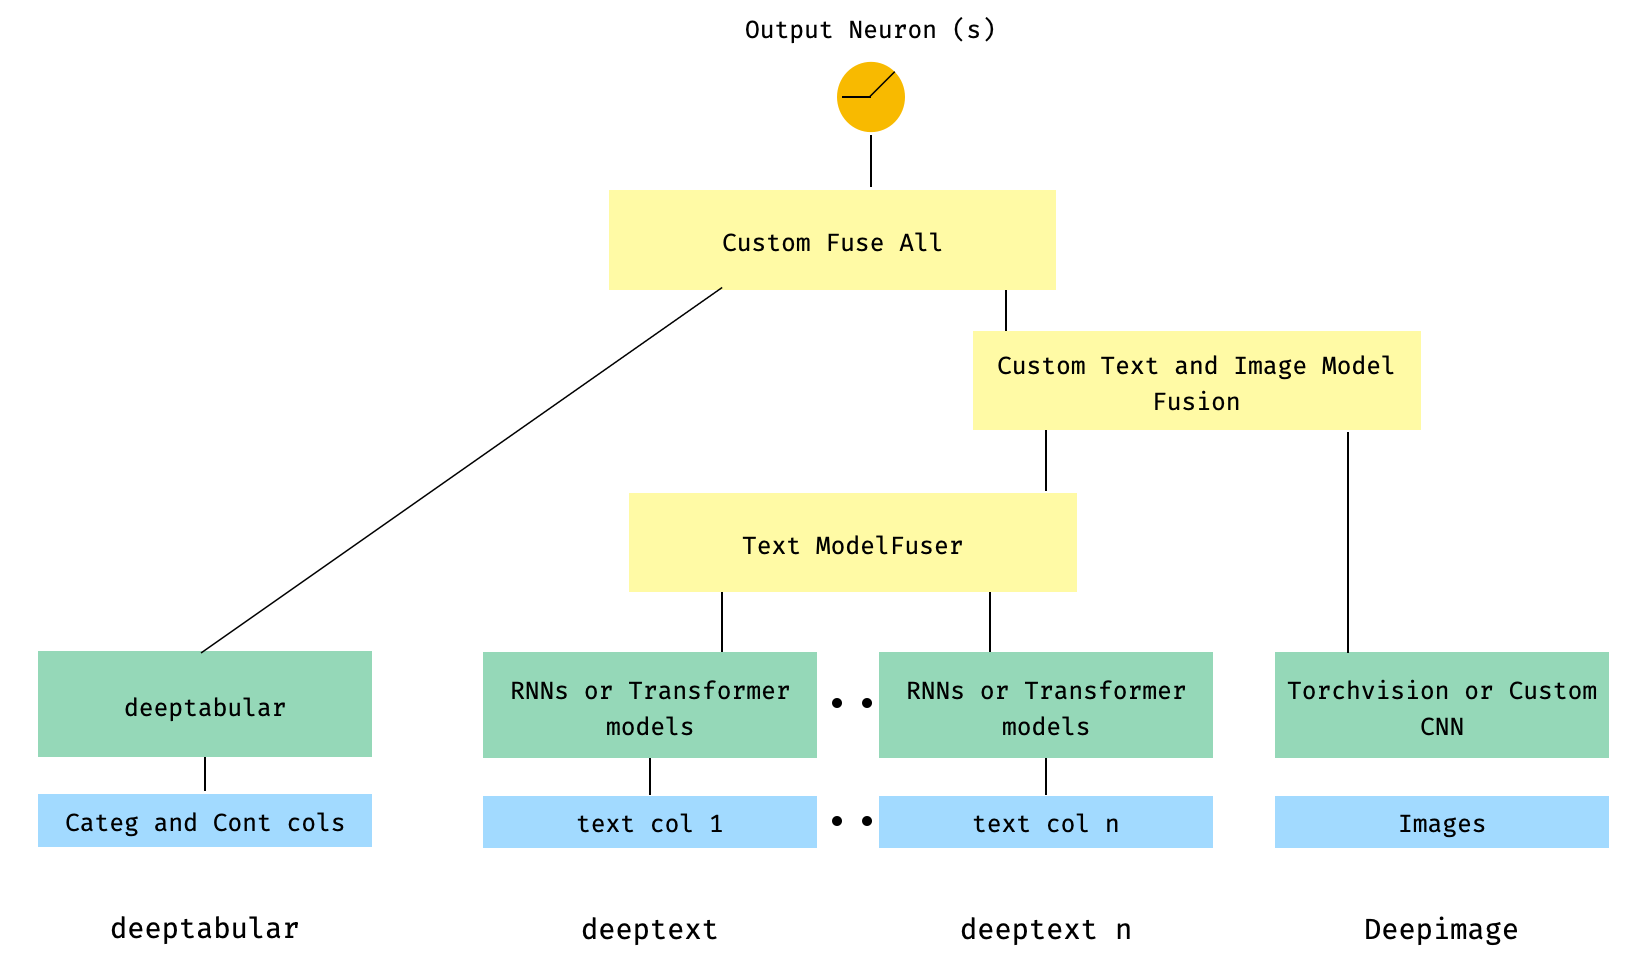 Output Neuron (s)
Custom Fuse All
Custom Text and Image Model
Fusion
Text ModelFuser
deeptabular
RNNs or Transformer
models
RNNs or Transformer
models
Torchvision or Custom
CNN
Categ and Cont cols
text col 1
text col n
Images
deeptabular
deeptext
deeptext n
Deepimage